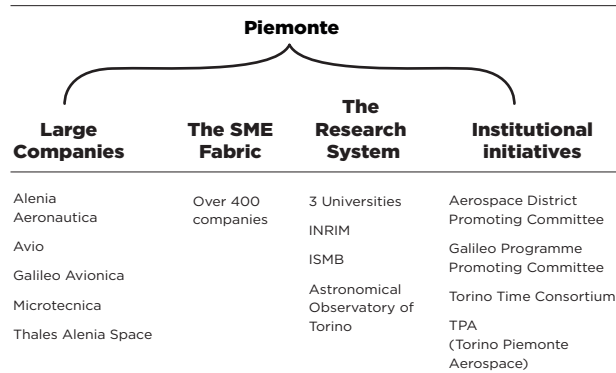 Piemonte
Large
Companies
The SME
Fabric
The
Research
System
Institutional
initiatives
Alenia
Aeronautica
Avio
Galileo Avionica
Microtecnica
Thales Alenia Space
Over 400
companies
3 Universities
INRIM
ISMB
Astronomical
Observatory of
Torino
Aerospace District
Promoting Committee
Galileo Programme
Promoting Committee
Torino Time Consortium
TPA
(Torino Piemonte
Aerospace)